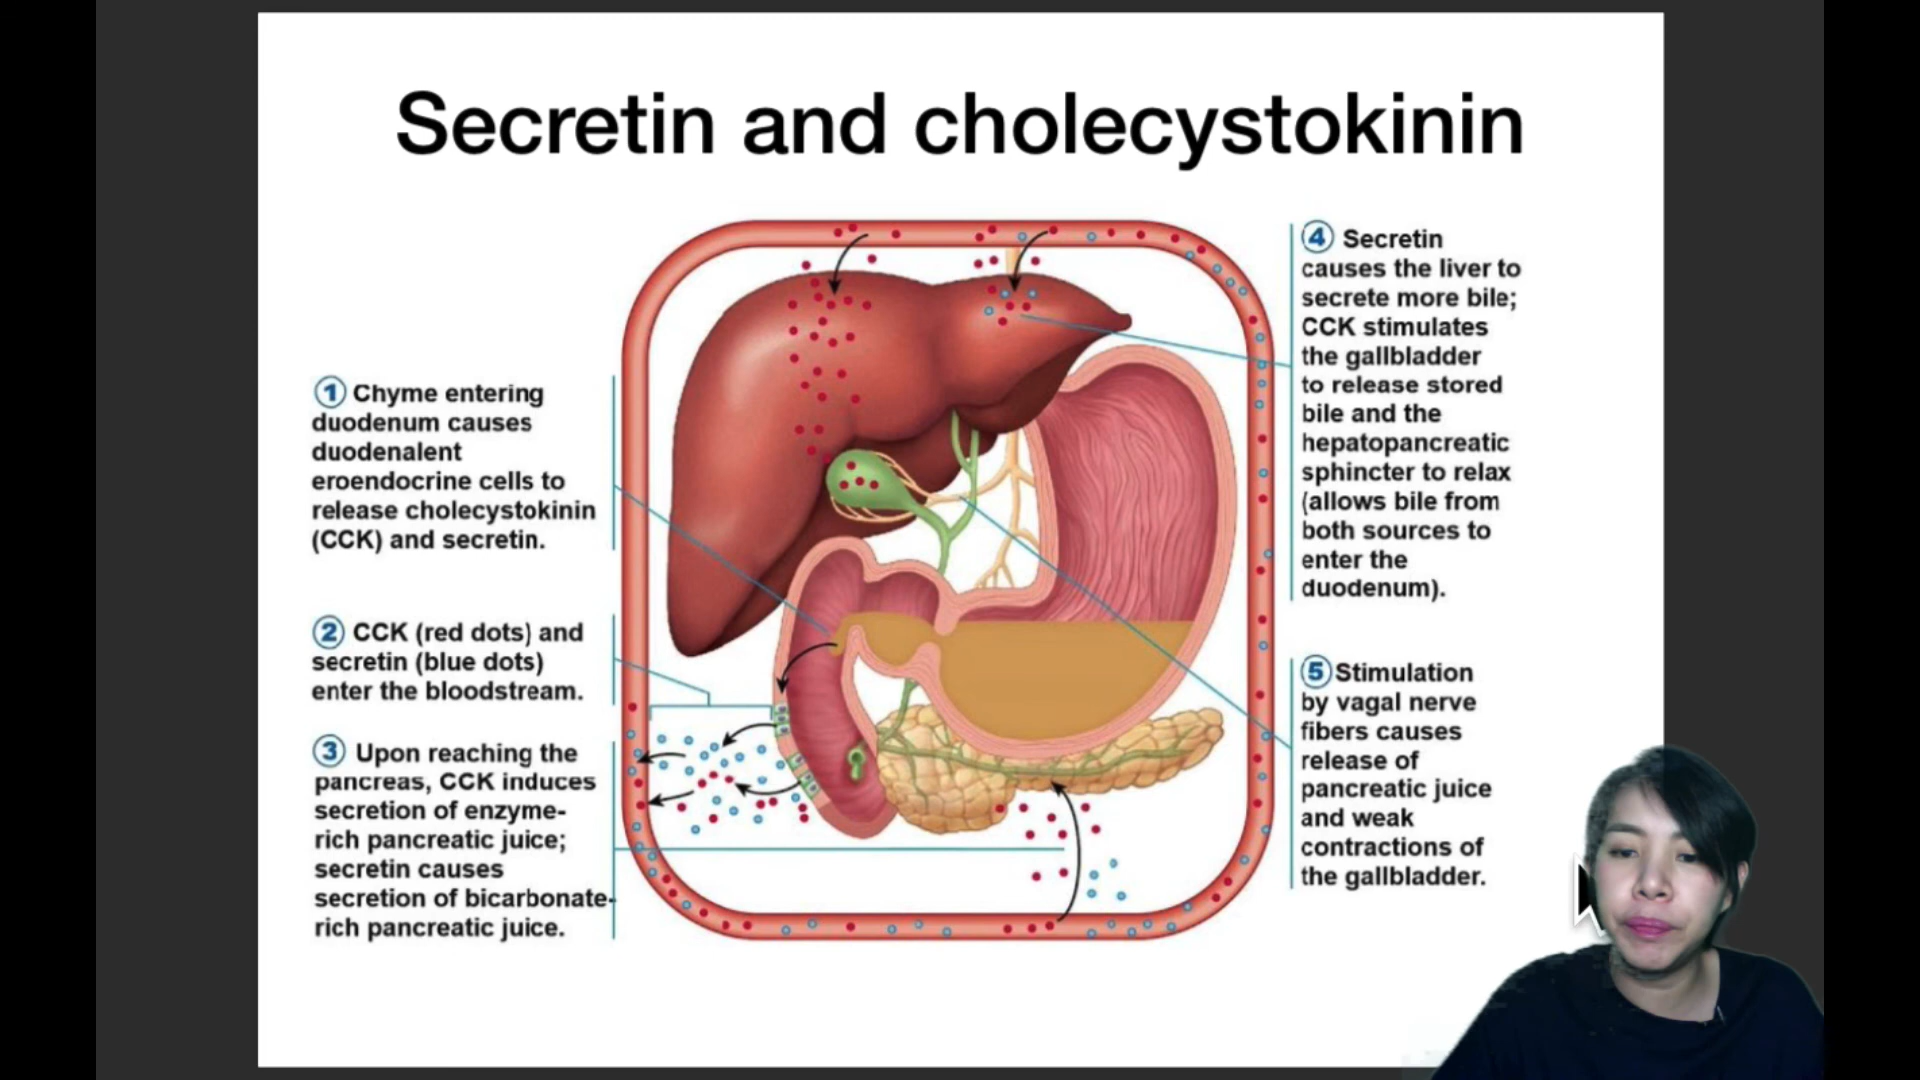 Secretin and cholecystokinin
1 Chyme entering
duodenum causes
duodenalent
eroendocrine cells to
release cholecystokinin
(CCK) and secretin.
2 CCK (red dots) and
secretin (blue dots)
enter the bloodstream.
3 Upon reaching the
pancreas, CCK induces
secretion of enzyme-
rich pancreatic juice;
secretin causes
secretion of bicarbonate-
rich pancreatic juice.
4 Secretin
causes the liver to
secrete more bile;
CCK stimulates
the gallbladder
to release stored
bile and the
hepatopancreatic
sphincter to relax
(allows bile from
both sources to
enter the
duodenum).
5 Stimulation
by vagal nerve
fibers causes
release of
pancreatic juice
and weak
contractions of
the gallbladder.